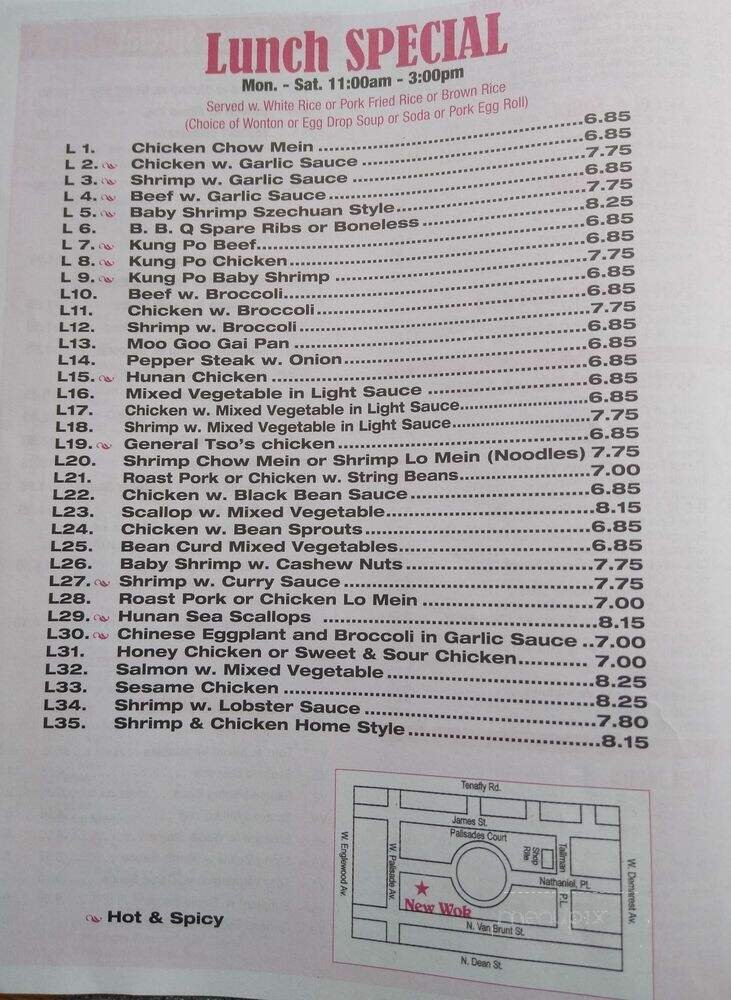 Lunch SPECIAL
Mon. - Sat. 11:00am - 3:00pm
Served w. White Rice or Pork Fried Rice or Brown Rice
(Choice of Wonton or Egg Drop Soup or Soda or Pork Egg Roll)
L 1. Chicken Chow Mein 6.85
L 2. Chicken w. Garlic Sauce 6.85
L 3. Shrimp w. Garlic Sauce 7.75
L 4. Beef w. Garlic Sauce 6.85
L 5. Baby Shrimp Szechuan Style 7.75
L 6. B. B. Q Spare Ribs or Boneless 8.25
L 7. Kung Po Beef 6.85
L 8. Kung Po Chicken 6.85
L 9. Kung Po Baby Shrimp 7.75
L10. Beef w. Broccoli 6.85
L11. Chicken w. Broccoli 6.85
L12. Shrimp w. Broccoli 7.75
L13. Moo Goo Gai Pan 6.85
L14. Pepper Steak w. Onion 6.85
L15. Hunan Chicken 6.85
L16. Mixed Vegetable in Light Sauce 6.85
L17. Chicken w. Mixed Vegetable in Light Sauce 6.85
L18. Shrimp w. Mixed Vegetable in Light Sauce 7.75
L19. General Tso's chicken 6.85
L20. Shrimp Chow Mein or Shrimp Lo Mein (Noodles) 7.75
L21. Roast Pork or Chicken w. String Beans 7.00
L22. Chicken w. Black Bean Sauce 6.85
L23. Scallop w. Mixed Vegetable 8.15
L24. Chicken w. Bean Sprouts 6.85
L25. Bean Curd Mixed Vegetables 6.85
L26. Baby Shrimp w. Cashew Nuts 7.75
L27. Shrimp w. Curry Sauce 7.75
L28. Roast Pork or Chicken Lo Mein 7.00
L29. Hunan Sea Scallops 8.15
L30. Chinese Eggplant and Broccoli in Garlic Sauce 7.00
L31. Honey Chicken or Sweet & Sour Chicken 7.00
L32. Salmon w. Mixed Vegetable 8.25
L33. Sesame Chicken 8.25
L34. Shrimp w. Lobster Sauce 7.80
L35. Shrimp & Chicken Home Style 8.15
Tenafly Rd.
James St.
Palisades Court
Shop Rite
Tallman PL.
W. Englewood Av.
W. Palisade Av.
Nathaniel, PL
W. Demarest Av.
New Wok
N. Van Brunt St.
N. Dean St.
Hot & Spicy
menupix